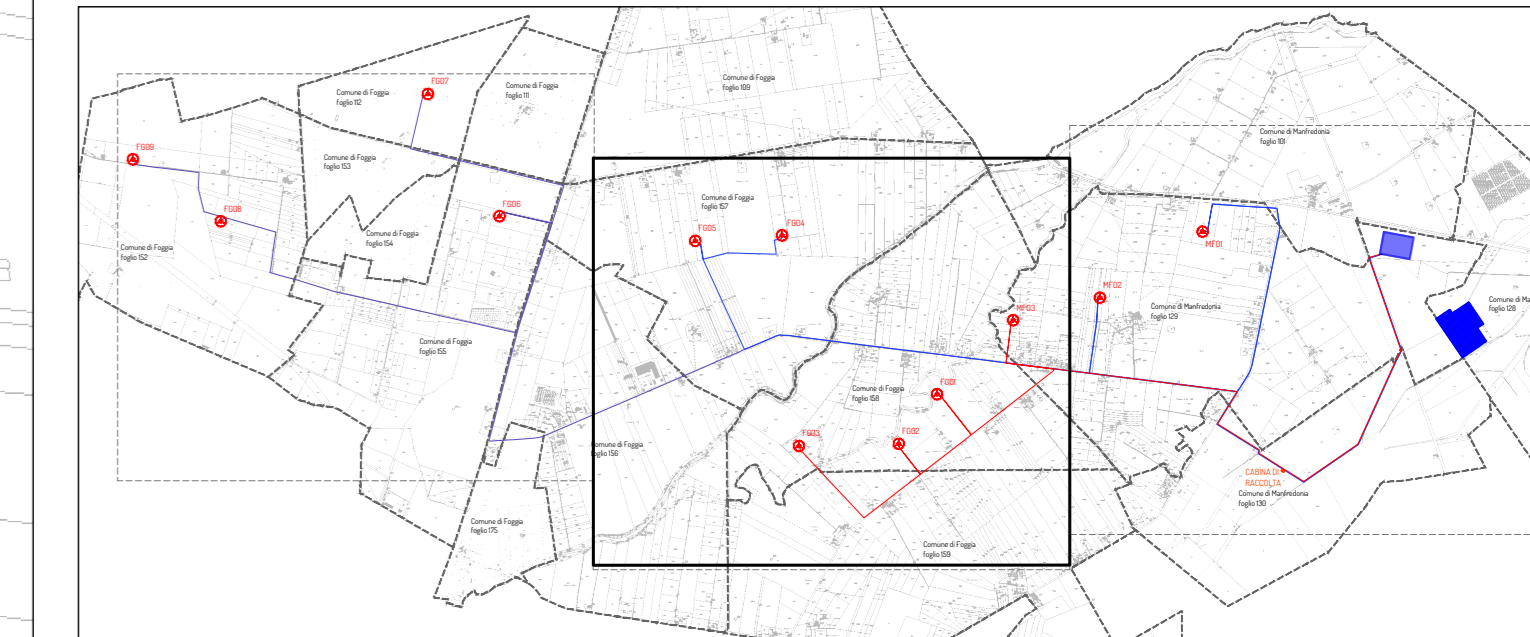 FG07
Comune di Foggia
foglio 112
Comune di Foggia
foglio 111
Comune di Foggia
foglio 109
Comune di Manfredonia
foglio 101
FG09
Comune di Foggia
foglio 153
FG08
FG06
Comune di Foggia
foglio 157
FG05
FG04
Comune di Foggia
foglio 154
Comune di Foggia
foglio 152
MF01
MF02
MF03
Comune di Manfredonia
foglio 129
Comune di Ma
foglio 128
Comune di Foggia
foglio 155
Comune di Foggia
foglio 158
FG01
FG02
FG03
Comune di Foggia
foglio 156
CABINA DI
RACCOLTA
Comune di Manfredonia
foglio 130
Comune di Foggia
foglio 175
Comune di Foggia
foglio 159